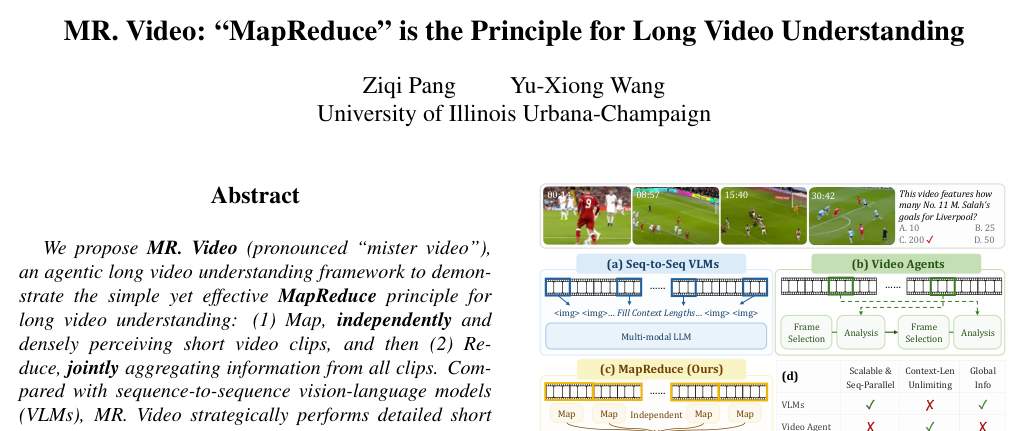 MR. Video: “MapReduce” is the Principle for Long Video Understanding
Ziqi Pang Yu-Xiong Wang
University of Illinois Urbana-Champaign
Abstract
We propose MR. Video (pronounced “mister video”),
an agentic long video understanding framework to demon-
strate the simple yet effective MapReduce principle for
long video understanding: (1) Map, independently and
densely perceiving short video clips, and then (2) Re-
duce, jointly aggregating information from all clips. Com-
pared with sequence-to-sequence vision-language models
(VLMs), MR. Video strategically performs detailed short
00:14 08:57 15:40 30:42
This video features how
many No. 11 M. Salah's
goals for Liverpool?
A. 10 B. 25
C. 200 ✓ D. 50
(a) Seq-to-Seq VLMs
......
<img> <img>... Fill Context Lengths... <img> <img>
Multi-modal LLM
(b) Video Agents
......
Frame
Selection
Analysis
Frame
Selection
Analysis
(c) MapReduce (Ours)
......
Map Map Independent Map Map
(d)
Scalable &
Seq-Parallel
Context-Len
Unlimiting
Global
Info
VLMs ✓ ✗ ✓
Video Agent ✗ ✓ ✗